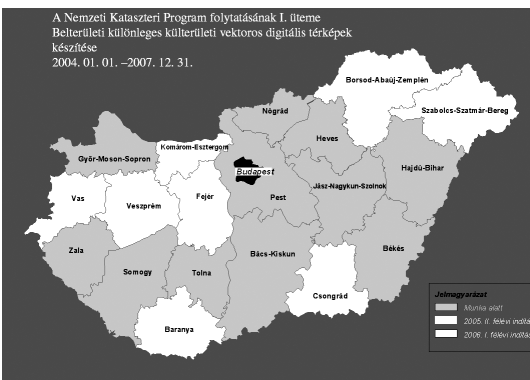 A Nemzeti Kataszteri Program folytatásának I. üteme
Belterületi különleges külterületi vektoros digitális térképek
készítése
2004. 01. 01. –2007. 12. 31.
Borsod-Abaúj-Zemplén
Szabolcs-Szatmár-Bereg
Nógrád
Heves
Komárom-Esztergom
Győr-Moson-Sopron
Hajdú-Bihar
Budapest
Jász-Nagykun-Szolnok
Vas
Veszprém
Fejér
Pest
Zala
Somogy
Tolna
Bács-Kiskun
Békés
Csongrád
Baranya
Jelmagyarázat
Munka alatt
2005. II. félévi indítá
2006. I. félévi indítás